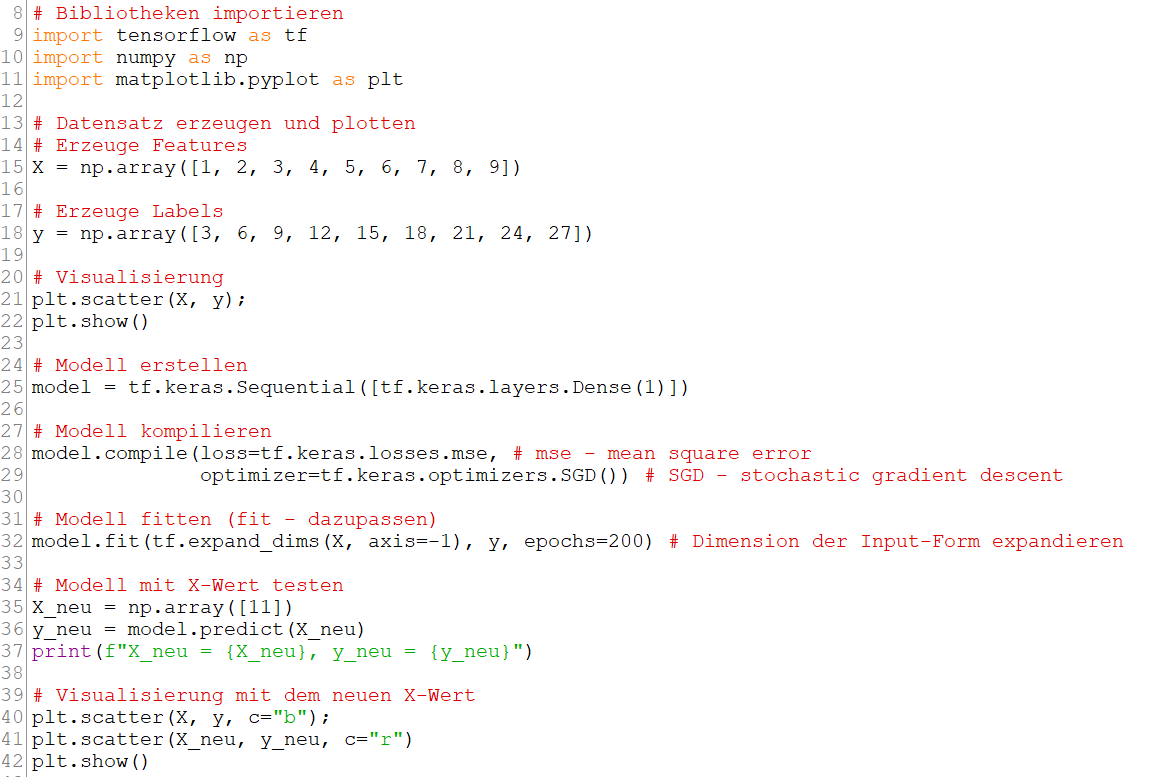 8 # Bibliotheken importieren
9 import tensorflow as tf
10 import numpy as np
11 import matplotlib.pyplot as plt
12
13 # Datensatz erzeugen und plotten
14 # Erzeuge Features
15 X = np.array([1, 2, 3, 4, 5, 6, 7, 8, 9])
16
17 # Erzeuge Labels
18 y = np.array([3, 6, 9, 12, 15, 18, 21, 24, 27])
19
20 # Visualisierung
21 plt.scatter(X, y);
22 plt.show()
23
24 # Modell erstellen
25 model = tf.keras.Sequential([tf.keras.layers.Dense(1)])
26
27 # Modell kompilieren
28 model.compile(loss=tf.keras.losses.mse, # mse - mean square error
29               optimizer=tf.keras.optimizers.SGD()) # SGD - stochastic gradient descent
30
31 # Modell fitten (fit - dazupassen)
32 model.fit(tf.expand_dims(X, axis=-1), y, epochs=200) # Dimension der Input-Form expandieren
33
34 # Modell mit X-Wert testen
35 X_neu = np.array([11])
36 y_neu = model.predict(X_neu)
37 print(f"X_neu = {X_neu}, y_neu = {y_neu}")
38
39 # Visualisierung mit dem neuen X-Wert
40 plt.scatter(X, y, c="b");
41 plt.scatter(X_neu, y_neu, c="r")
42 plt.show()